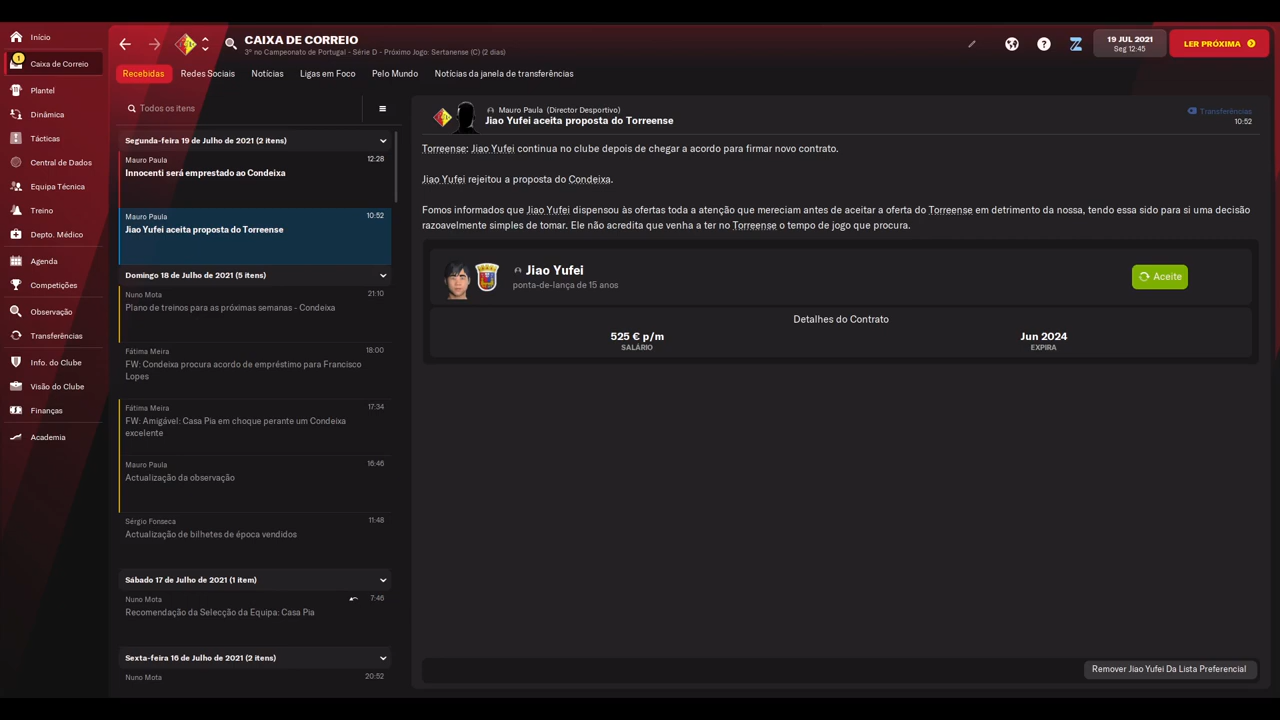 Início
1
Caixa de Correio
Plantel
Dinâmica
Tácticas
Central de Dados
Equipa Técnica
Treino
Depto. Médico
Agenda
Competições
Observação
Transferências
Info. do Clube
Visão do Clube
Finanças
Academia
CAIXA DE CORREIO
3º no Campeonato de Portugal - Série D - Próximo Jogo: Sertanense (C) (2 dias)
19 JUL 2021
Seg 12:45
LER PRÓXIMA
Recebidas Redes Sociais Notícias Ligas em Foco Pelo Mundo Notícias da janela de transferências
Todos os itens
Segunda-feira 19 de Julho de 2021 (2 itens)
Mauro Paula 12:28
Innocenti será emprestado ao Condeixa
Mauro Paula 10:52
Jiao Yufei aceita proposta do Torreense
Domingo 18 de Julho de 2021 (5 itens)
Nuno Mota 21:10
Plano de treinos para as próximas semanas - Condeixa
Fátima Meira 18:00
FW: Condeixa procura acordo de empréstimo para Francisco
Lopes
Fátima Meira 17:34
FW: Amigável: Casa Pia em choque perante um Condeixa
excelente
Mauro Paula 16:46
Actualização da observação
Sérgio Fonseca 11:48
Actualização de bilhetes de época vendidos
Sábado 17 de Julho de 2021 (1 item)
Nuno Mota 7:46
Recomendação da Selecção da Equipa: Casa Pia
Sexta-feira 16 de Julho de 2021 (2 itens)
Nuno Mota 20:52
Mauro Paula (Director Desportivo)
Jiao Yufei aceita proposta do Torreense
Transferências
10:52
Torreense: Jiao Yufei continua no clube depois de chegar a acordo para firmar novo contrato.
Jiao Yufei rejeitou a proposta do Condeixa.
Fomos informados que Jiao Yufei dispensou às ofertas toda a atenção que mereciam antes de aceitar a oferta do Torreense em detrimento da nossa, tendo essa sido para si uma decisão
razoavelmente simples de tomar. Ele não acredita que venha a ter no Torreense o tempo de jogo que procura.
Jiao Yufei
ponta-de-lança de 15 anos
Aceite
Detalhes do Contrato
525 € p/m
SALÁRIO
Jun 2024
EXPIRA
Remover Jiao Yufei Da Lista Preferencial